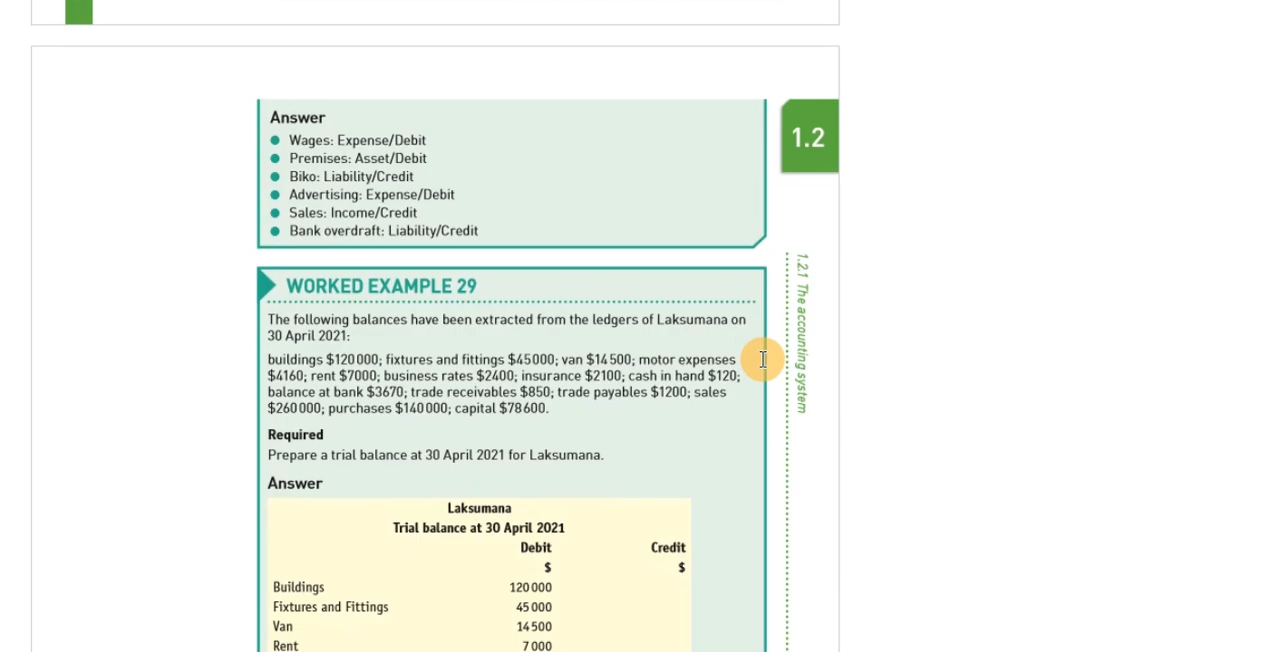 Answer
Wages: Expense/Debit
Premises: Asset/Debit
Biko: Liability/Credit
Advertising: Expense/Debit
Sales: Income/Credit
Bank overdraft: Liability/Credit
1.2
1.2.1 The accounting system
WORKED EXAMPLE 29
The following balances have been extracted from the ledgers of Laksumana on
30 April 2021:
buildings $120 000; fixtures and fittings $45 000; van $14 500; motor expenses
$4160; rent $7000; business rates $2400; insurance $2100; cash in hand $120;
balance at bank $3670; trade receivables $850; trade payables $1200; sales
$260 000; purchases $140 000; capital $78 600.
Required
Prepare a trial balance at 30 April 2021 for Laksumana.
Answer
Laksumana
Trial balance at 30 April 2021
Debit Credit
$ $
Buildings 120 000
Fixtures and Fittings 45 000
Van 14 500
Rent 7 000